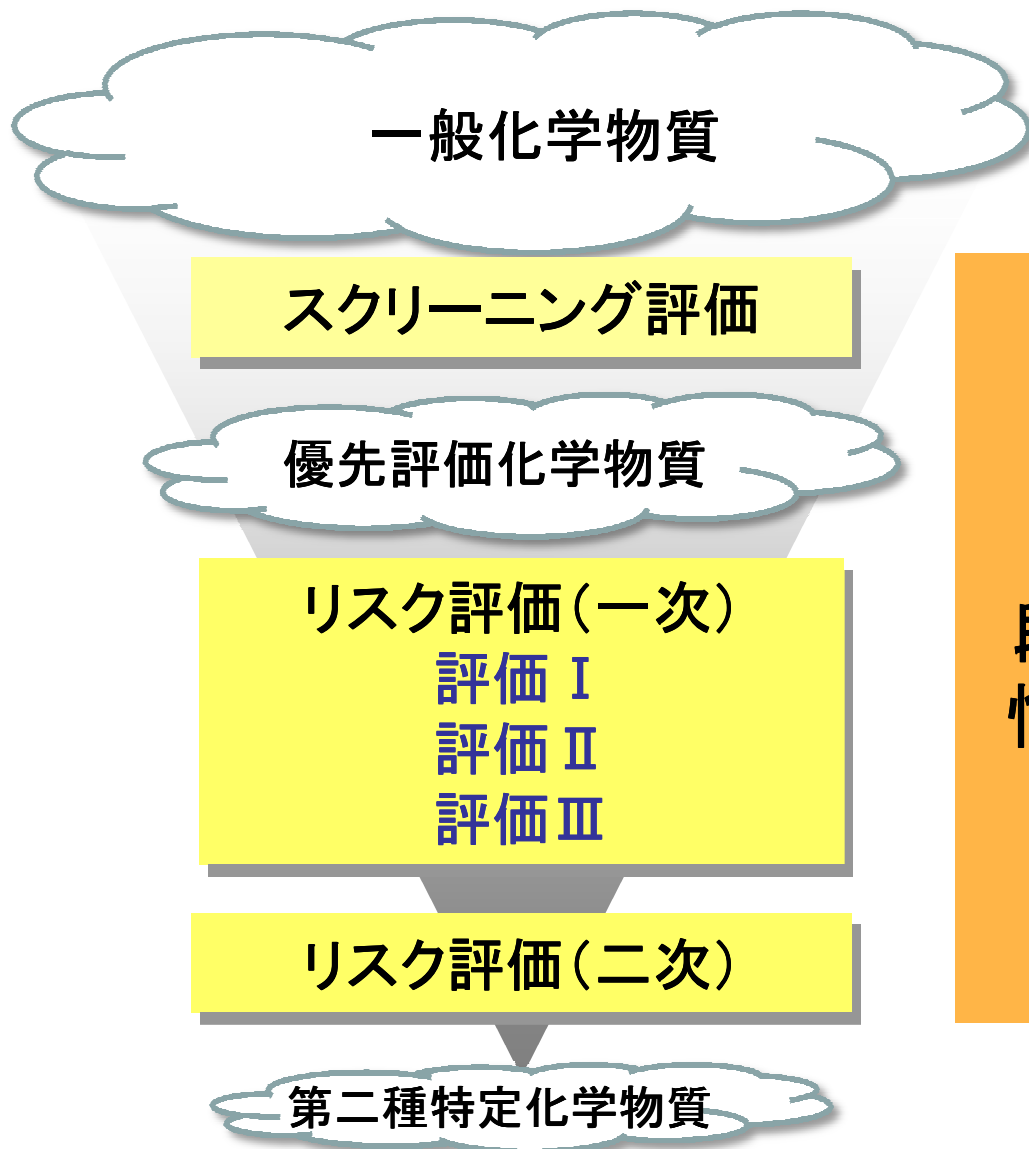 一般化学物質
スクリーニング評価
優先評価化学物質
リスク評価（一次）
評価Ⅰ
評価Ⅱ
評価Ⅲ
リスク評価（二次）
第二種特定化学物質